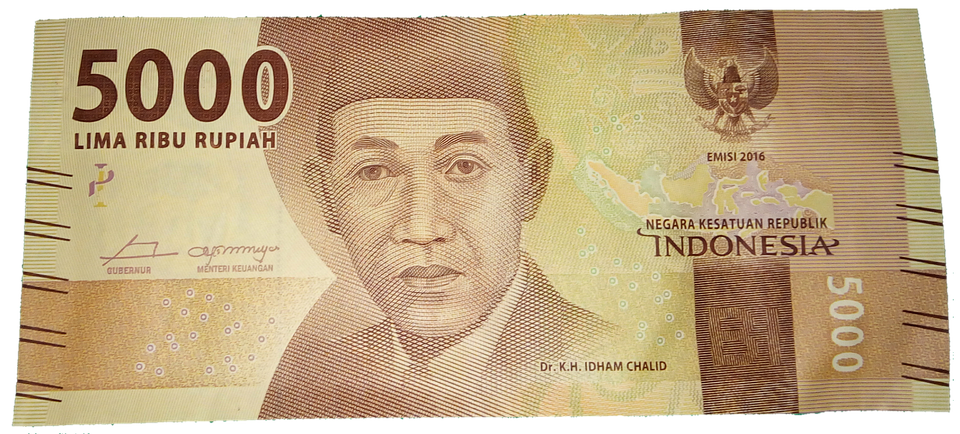 5000
LIMA RIBU RUPIAH
GUBERNUR
MENTERI KEUANGAN
EMISI 2016
NEGARA KESATUAN REPUBLIK
INDONESIA
5000
Dr. K.H. IDHAM CHALID